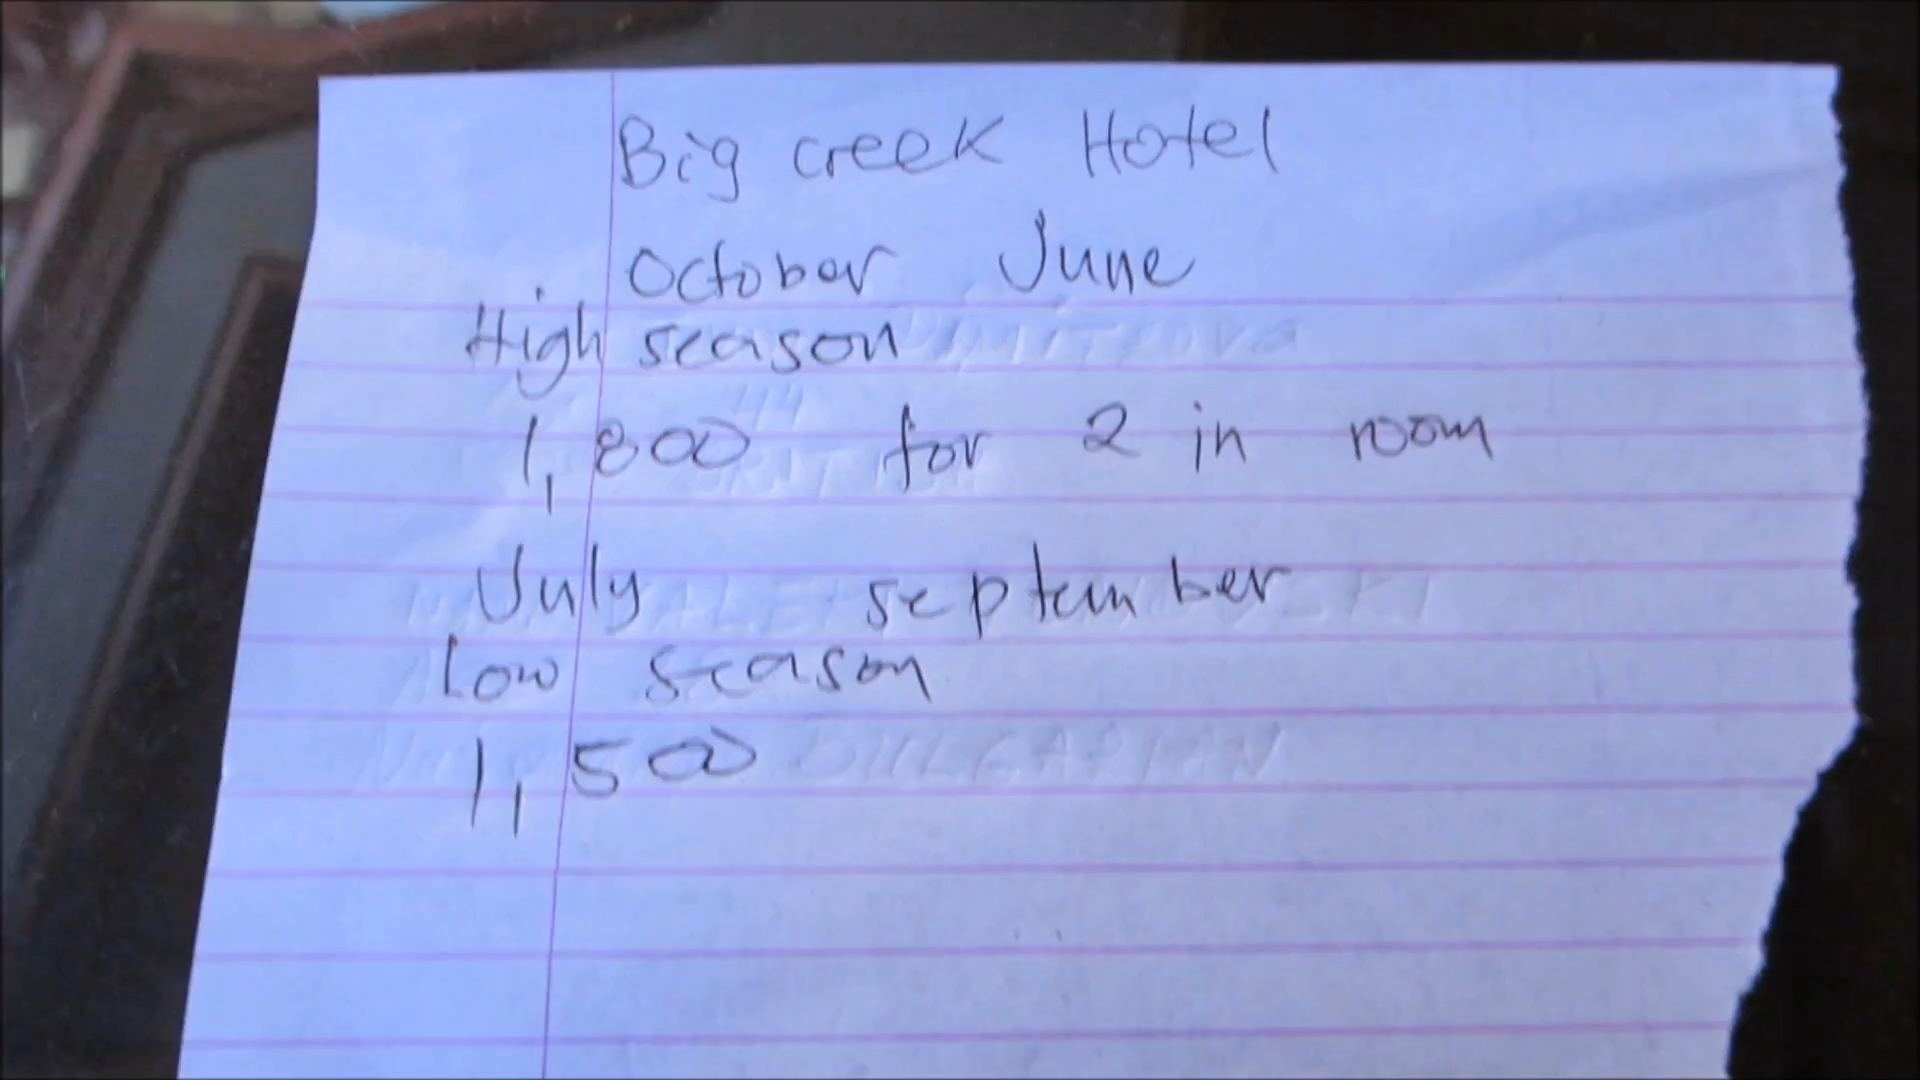 Big creek Hotel
October June
High season
1,800 for 2 in room
July september
Low season
1,500